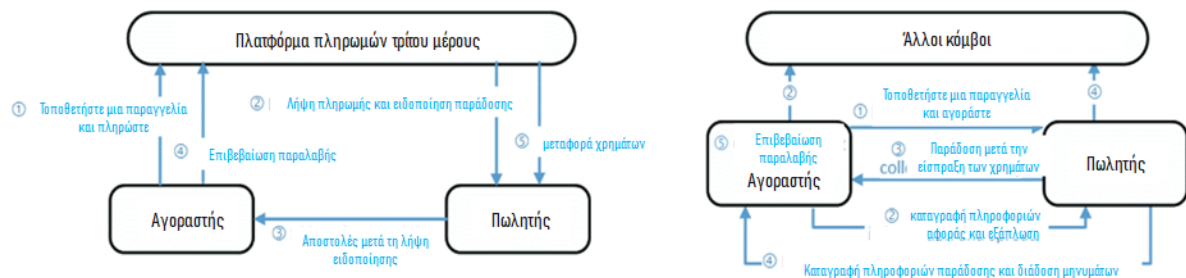 Πλατφόρμα πληρωμών τρίτου μέρους
① Τοποθετήστε μια παραγγελία
και πληρώστε
② Λήψη πληρωμής και ειδοποίηση παράδοσης
④ Επιβεβαίωση παραλαβής
⑤ μεταφορά χρημάτων
Αγοραστής
Πωλητής
③ Αποστολές μετά τη λήψη
ειδοποίησης
Άλλοι κόμβοι
②
④
Τοποθετήστε μια παραγγελία
① και αγοράστε
⑤ Επιβεβαίωση
παραλαβής
Αγοραστής
③ Παράδοση μετά την
coll είσπραξη των χρημάτων
Πωλητής
② καταγραφή πληροφοριών
αφοράς και εξάπλωση
④ Καταγραφή πληροφοριών παράδοσης και διάδοση μηνυμάτων